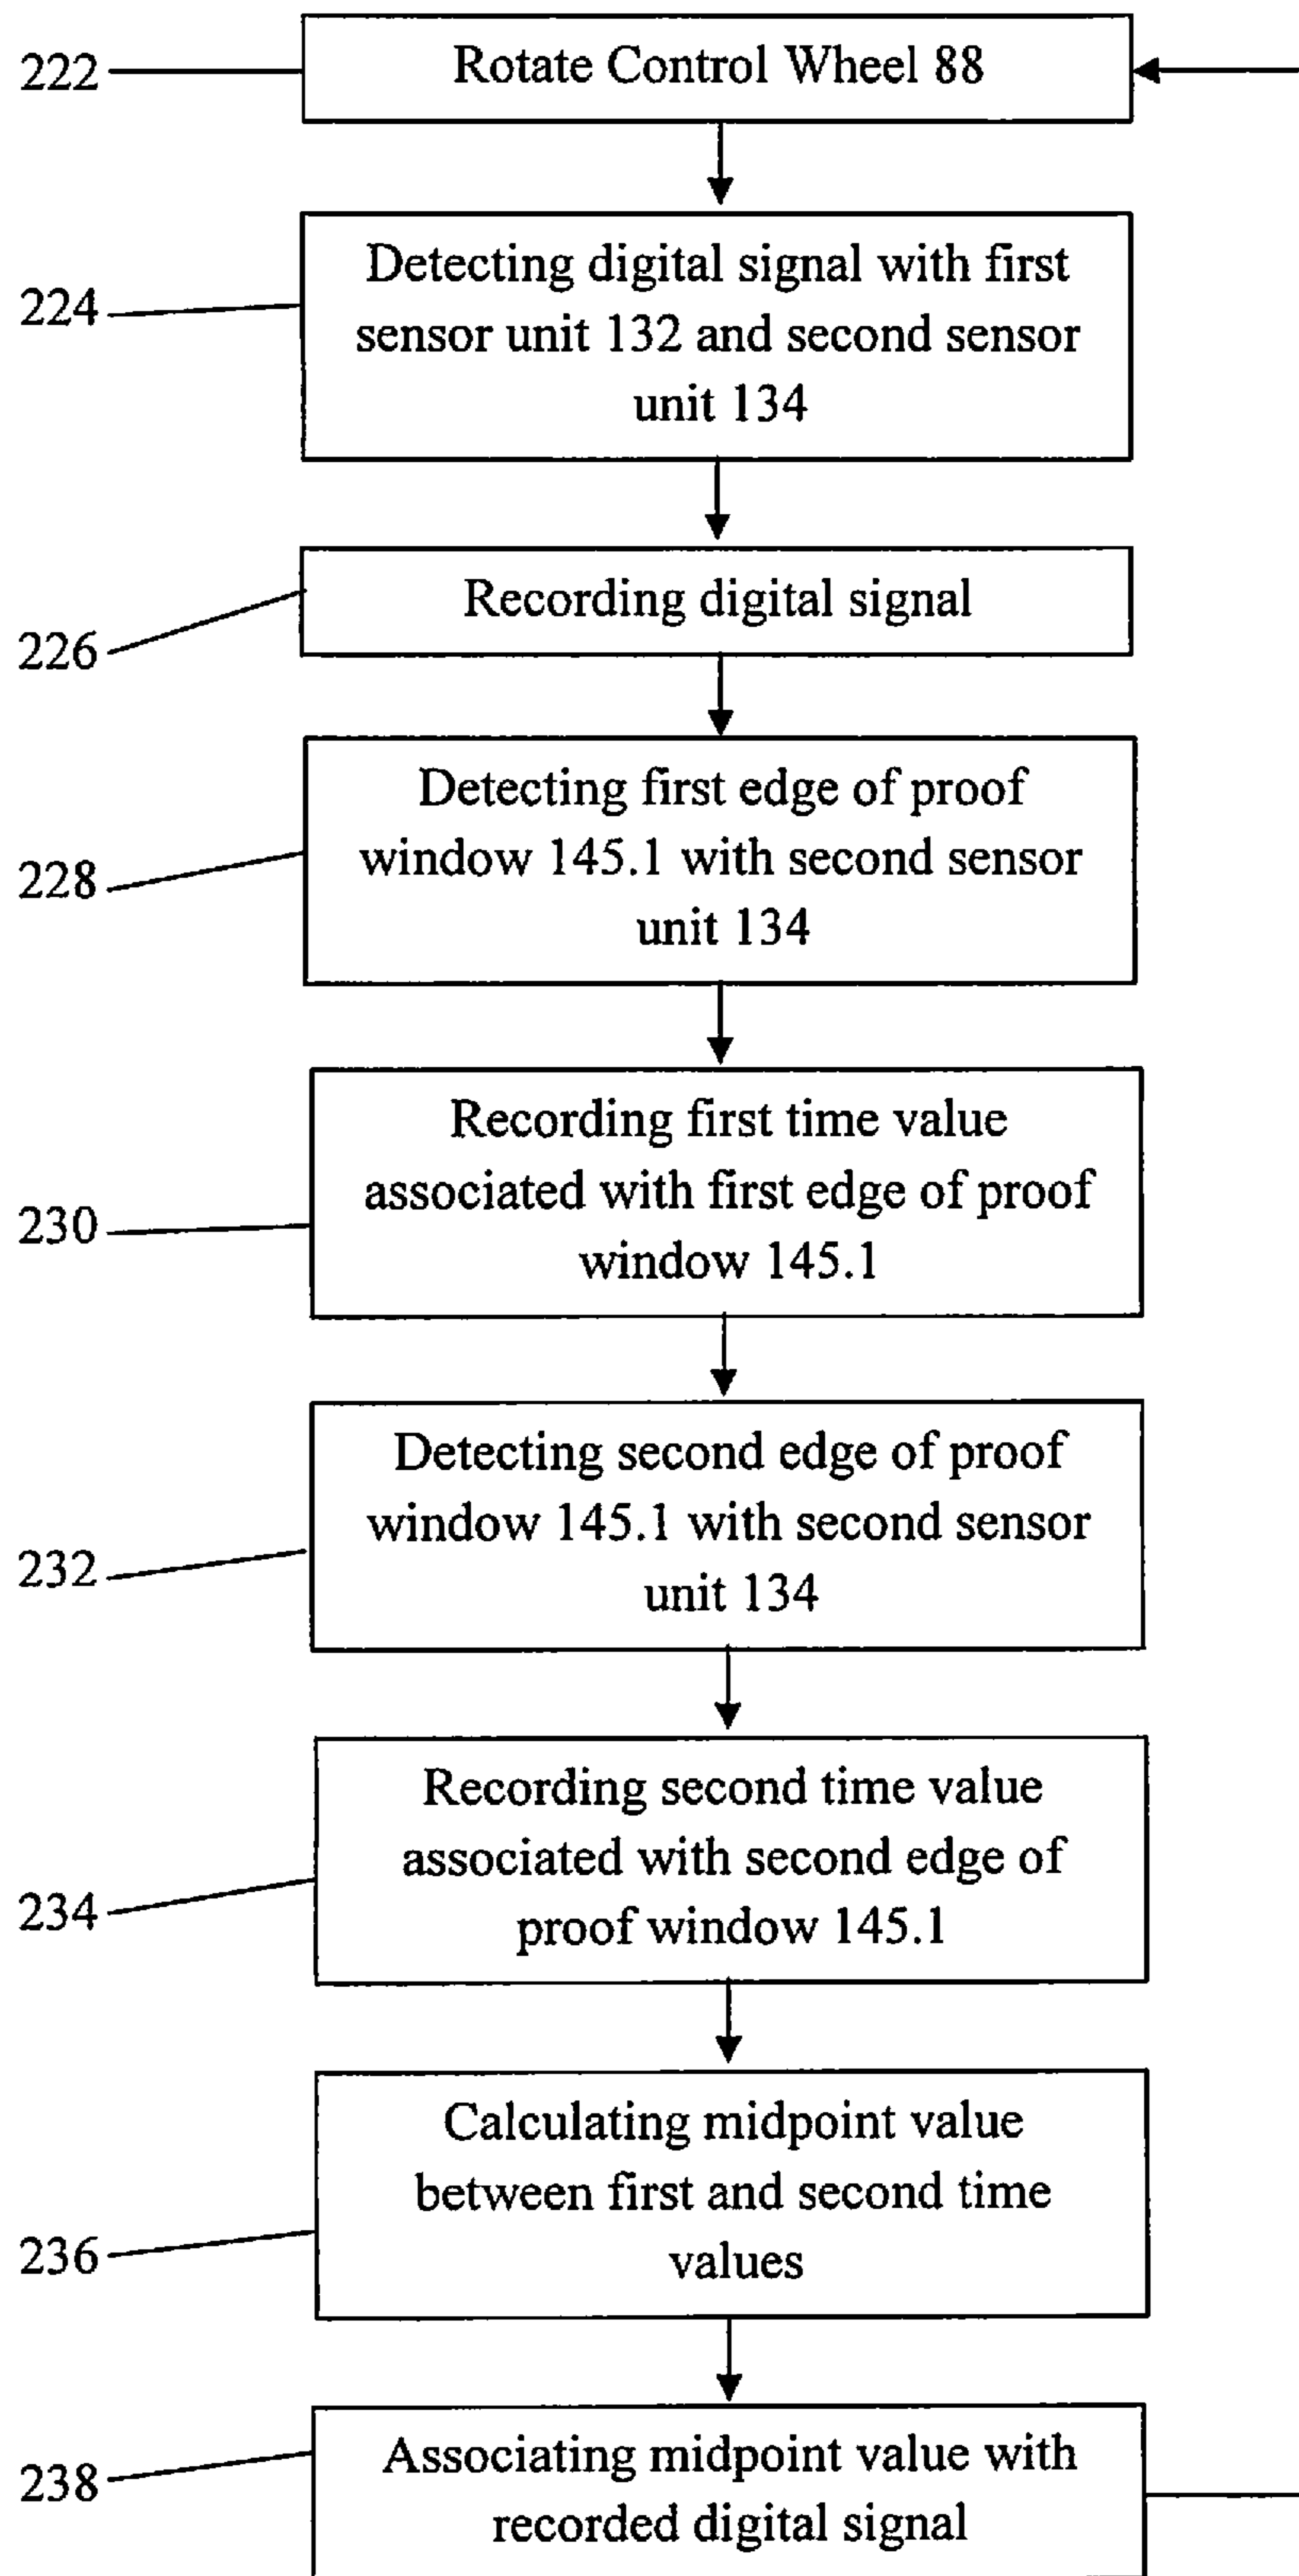 222
Rotate Control Wheel 88
224
Detecting digital signal with first
sensor unit 132 and second sensor
unit 134
226
Recording digital signal
228
Detecting first edge of proof
window 145.1 with second sensor
unit 134
230
Recording first time value
associated with first edge of proof
window 145.1
232
Detecting second edge of proof
window 145.1 with second sensor
unit 134
234
Recording second time value
associated with second edge of
proof window 145.1
236
Calculating midpoint value
between first and second time
values
238
Associating midpoint value with
recorded digital signal